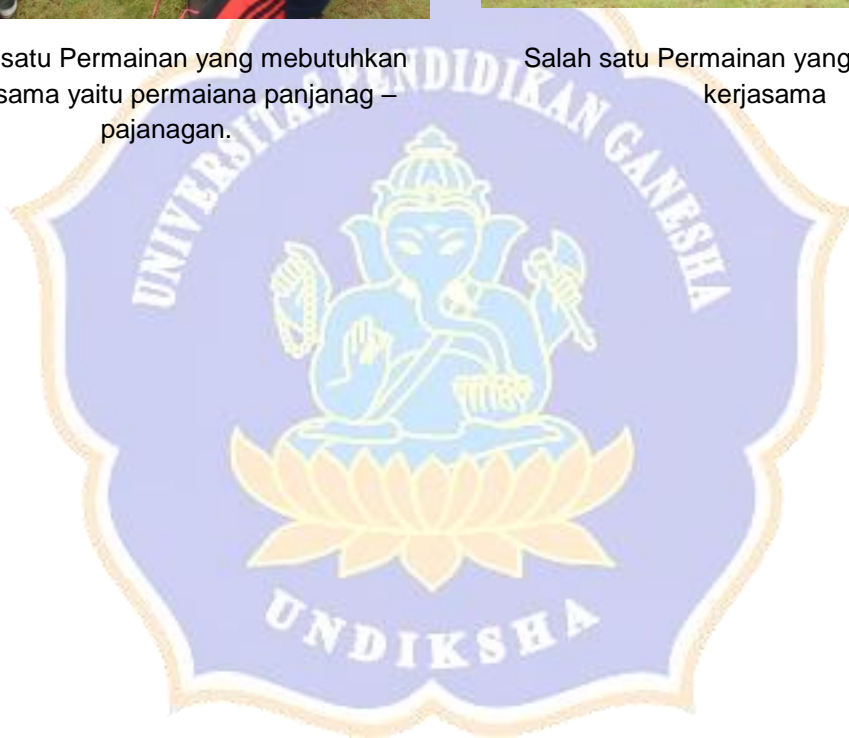 satu Permainan yang mebutuhkan
sama yaitu permaiana panjanag –
pajanagan.
Salah satu Permainan yang
kerjasama
UNIVERSITAS PENDIDIKAN GANESHA
UNDIKSHA